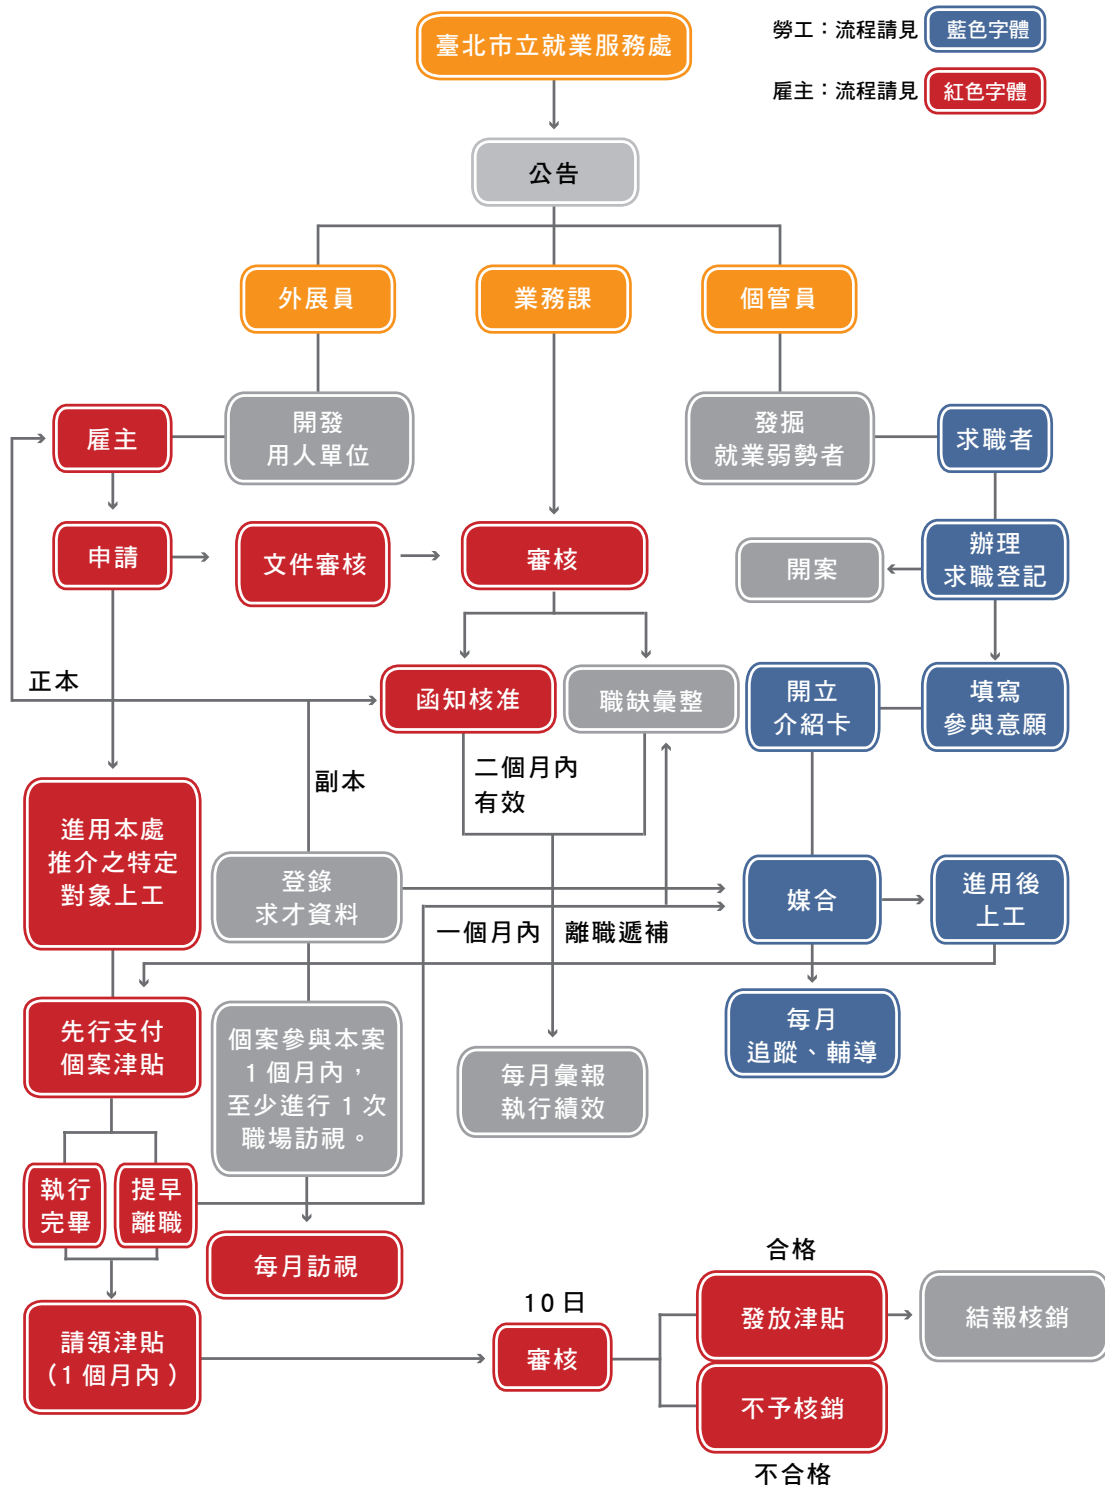 臺北市立就業服務處
勞工：流程請見 藍色字體
雇主：流程請見 紅色字體
公告
外展員
業務課
個管員
雇主
開發
用人單位
發掘
就業弱勢者
求職者
申請
文件審核
審核
開案
辦理
求職登記
正本
函知核准
職缺彙整
開立
介紹卡
填寫
參與意願
副本
二個月內
有效
進用本處
推介之特定
對象上工
登錄
求才資料
媒合
進用後
上工
一個月內
離職遞補
先行支付
個案津貼
個案參與本案
1 個月內，
至少進行 1 次
職場訪視。
每月彙報
執行績效
每月
追蹤、輔導
執行
完畢
提早
離職
每月訪視
合格
10 日
請領津貼
(1 個月內)
審核
發放津貼
結報核銷
不予核銷
不合格